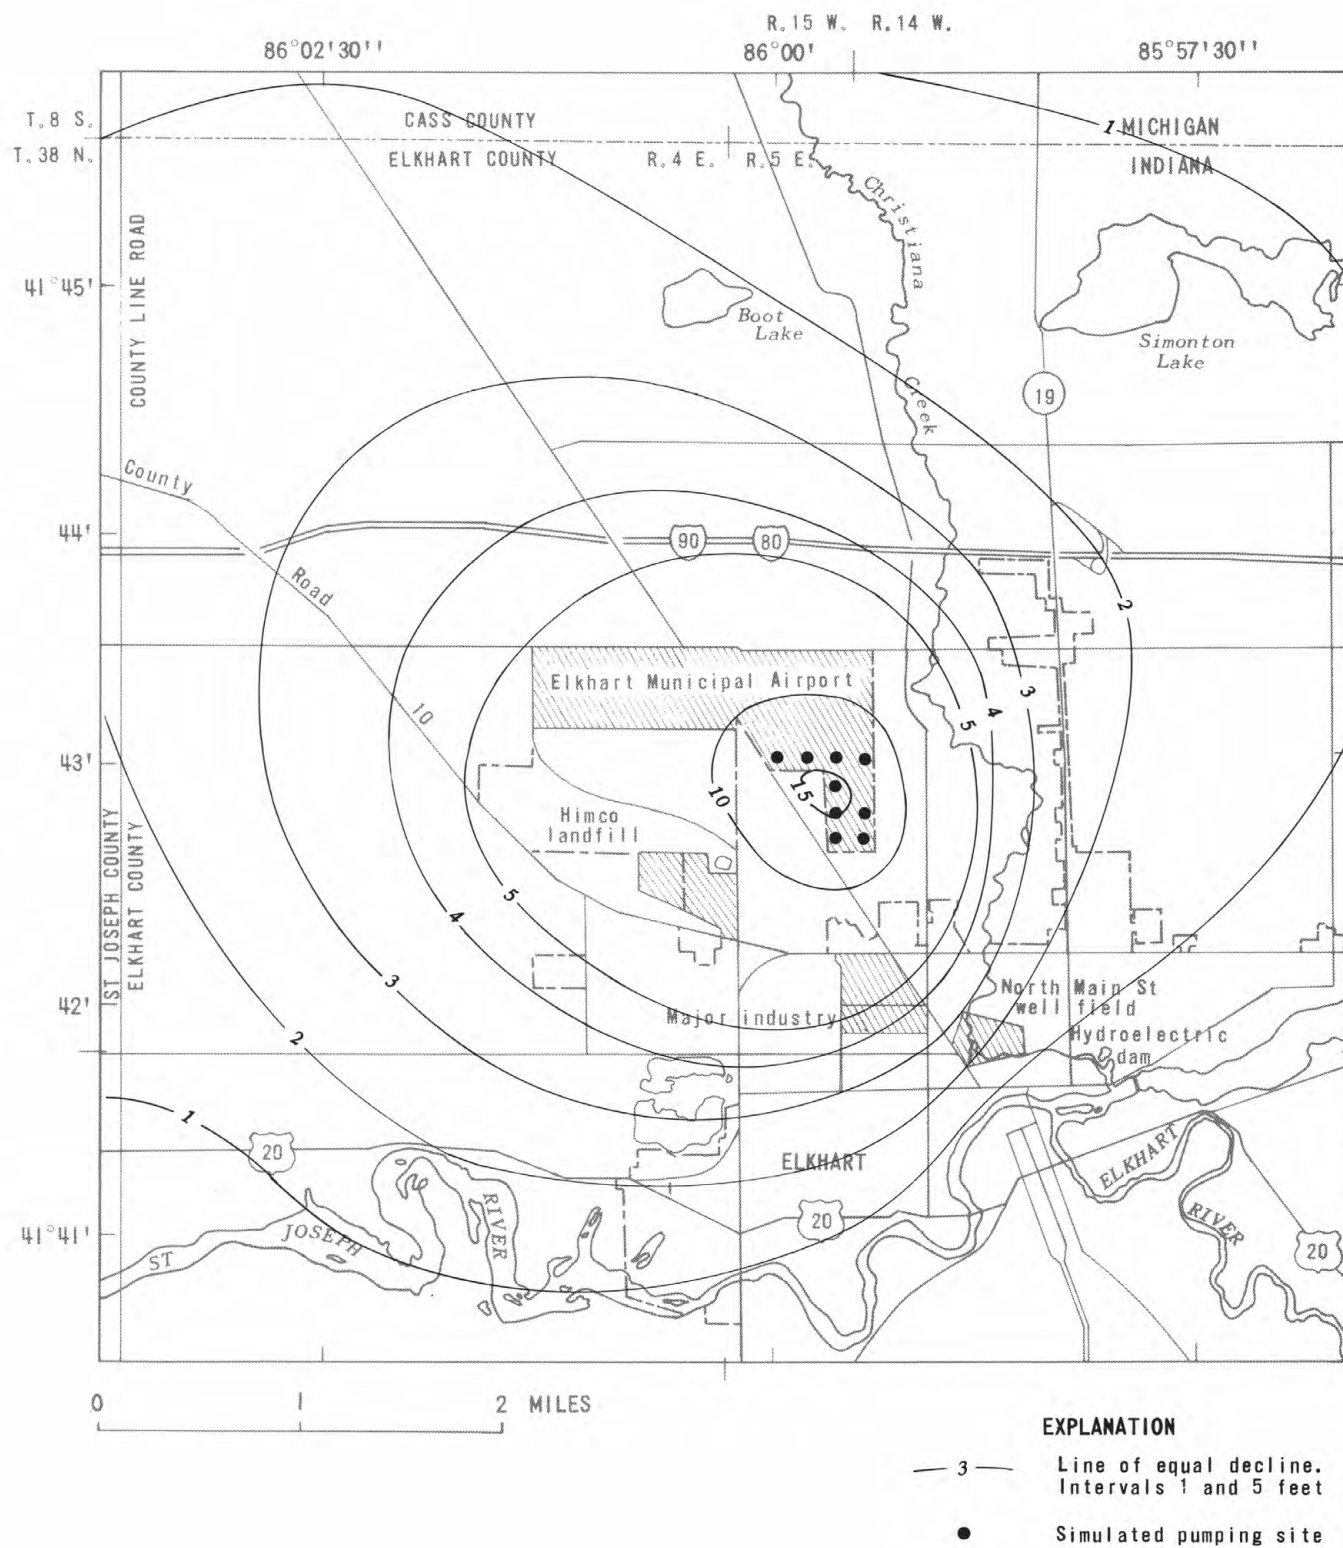 R.15 W. R.14 W.
86°02'30"
86°00'
85°57'30"
T.8 S.
T.38 N.
CASS COUNTY
ELKHART COUNTY
R.4 E.
R.5 E.
1
MICHIGAN
INDIANA
COUNTY LINE ROAD
Christiana
Creek
41°45'
Boot
Lake
Simonton
Lake
19
County
Road
10
44'
90
80
2
Elkhart Municipal Airport
3
4
5
43'
10
15
Himco
landfill
ST JOSEPH COUNTY
ELKHART COUNTY
5
4
3
2
42'
Major industry
North Main St
well field
Hydroelectric
dam
1
20
ELKHART
ELKHART
RIVER
20
20
41°41'
ST
JOSEPH
RIVER
0 1 2 MILES
EXPLANATION
3
Line of equal decline.
Intervals 1 and 5 feet
Simulated pumping site